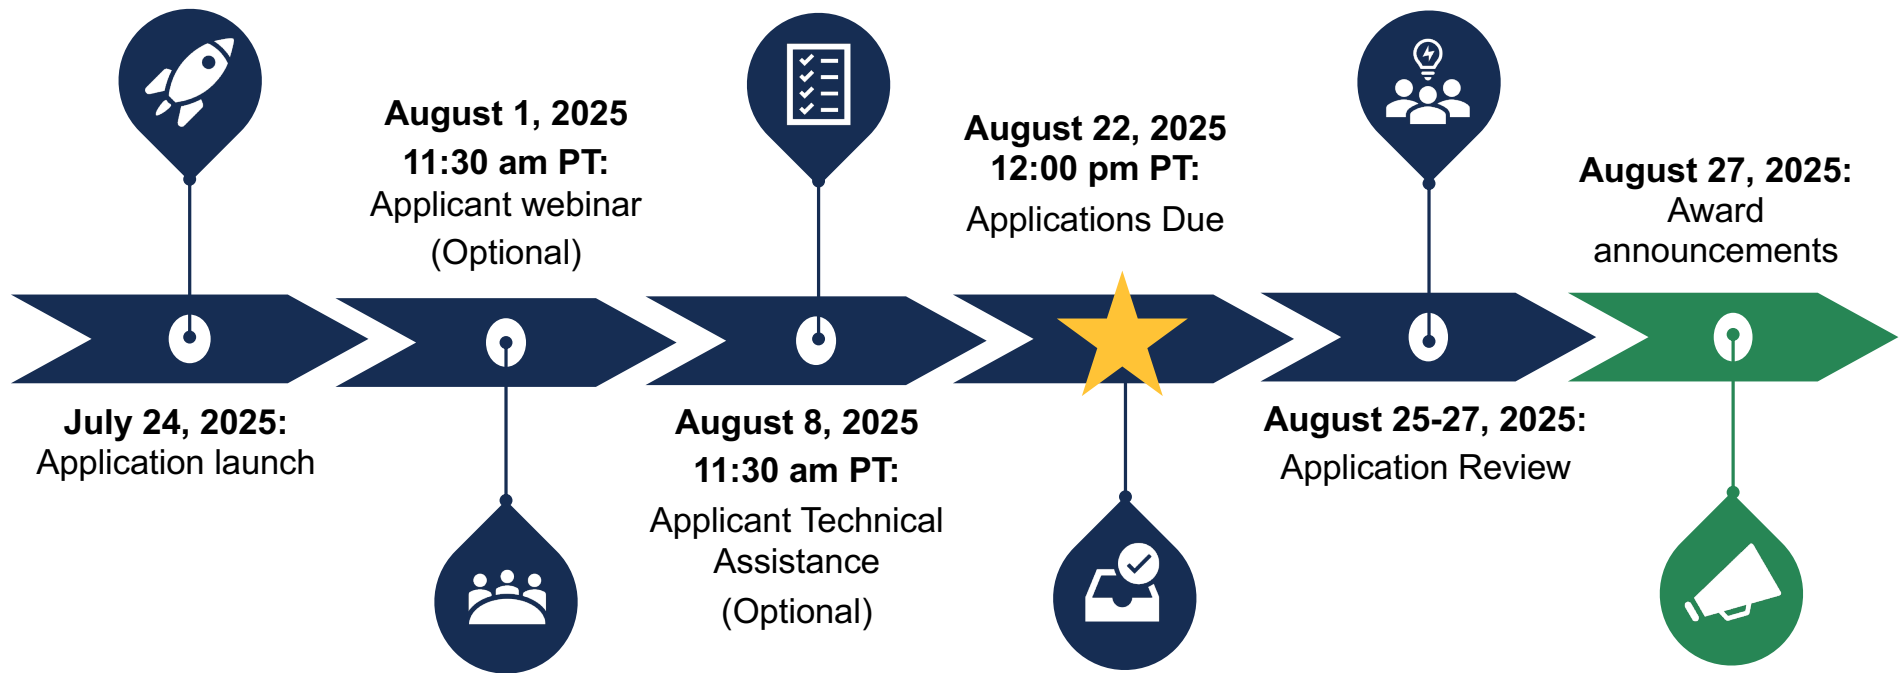 July 24, 2025:
Application launch
August 1, 2025
11:30 am PT:
Applicant webinar
(Optional)
August 8, 2025
11:30 am PT:
Applicant Technical
Assistance
(Optional)
August 22, 2025
12:00 pm PT:
Applications Due
August 25-27, 2025:
Application Review
August 27, 2025:
Award
announcements